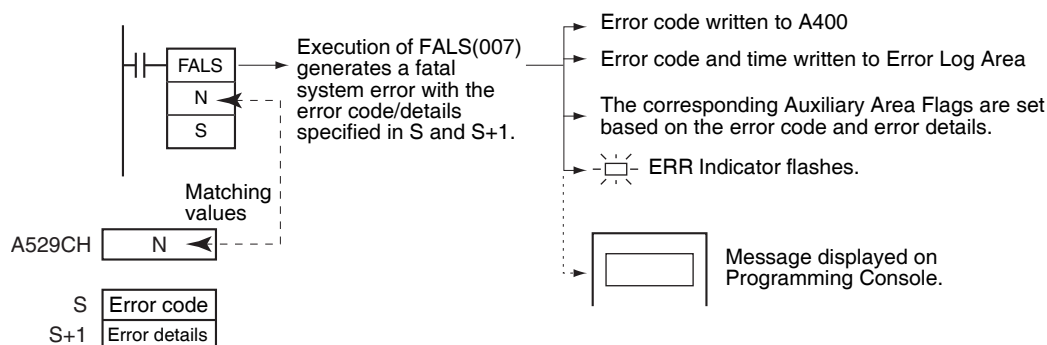 FALS
N
S
Execution of FALS(007)
generates a fatal
system error with the
error code/details
specified in S and S+1.
Error code written to A400
Error code and time written to Error Log Area
The corresponding Auxiliary Area Flags are set
based on the error code and error details.
ERR Indicator flashes.
Matching
values
A529CH N
Message displayed on
Programming Console.
S Error code
S+1 Error details